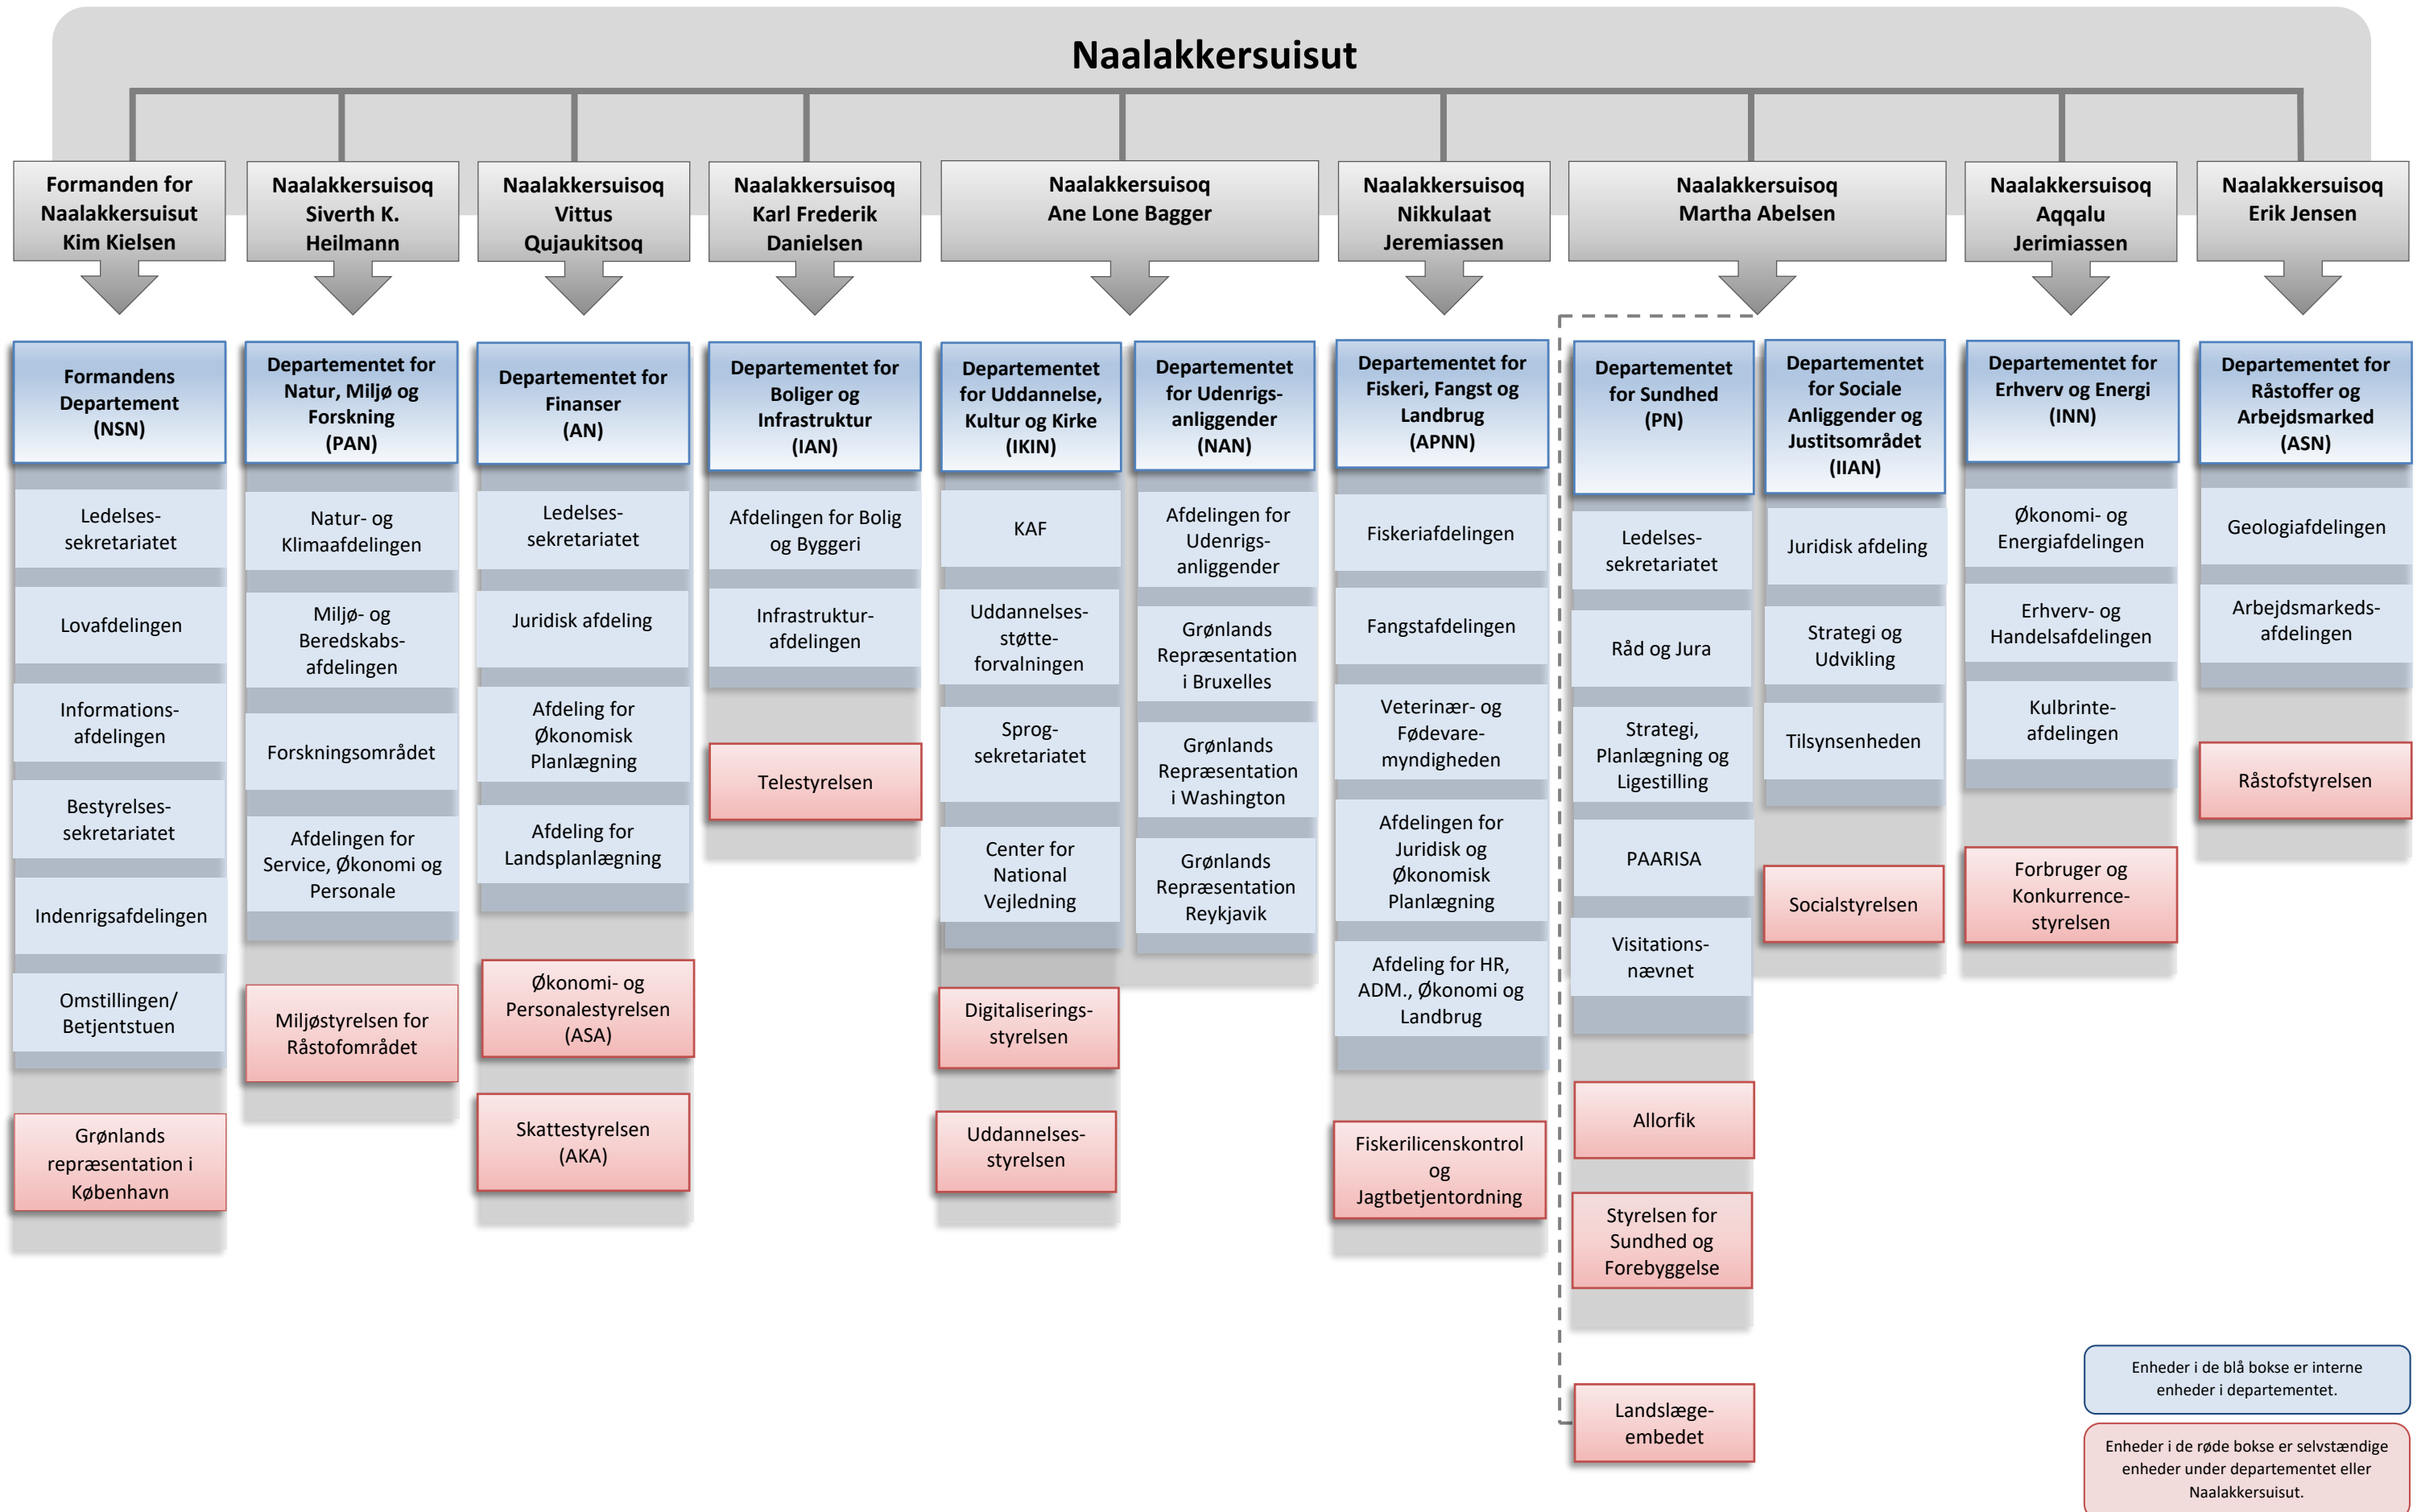 Naalakkersuisut
Formanden for
Naalakkersuisut
Kim Kielsen
Naalakkersuisoq
Siverth K.
Heilmann
Naalakkersuisoq
Vittus
Qujaukitsoq
Naalakkersuisoq
Karl Frederik
Danielsen
Naalakkersuisoq
Ane Lone Bagger
Naalakkersuisoq
Nikkulaat
Jeremiassen
Naalakkersuisoq
Martha Abelsen
Naalakkersuisoq
Aqqalu
Jerimiassen
Naalakkersuisoq
Erik Jensen
Formandens
Departement
(NSN)
Ledelses-
sekretariatet
Lovafdelingen
Informations-
afdelingen
Bestyrelses-
sekretariatet
Indenrigsafdelingen
Omstillingen/
Betjentstuen
Grønlands
repræsentation i
København
Departementet for
Natur, Miljø og
Forskning
(PAN)
Natur- og
Klimaafdelingen
Miljø- og
Beredskabs-
afdelingen
Forskningsområdet
Afdelingen for
Service, Økonomi og
Personale
Miljøstyrelsen for
Råstofområdet
Departementet for
Finanser
(AN)
Ledelses-
sekretariatet
Juridisk afdeling
Afdeling for
Økonomisk
Planlægning
Afdeling for
Landsplanlægning
Økonomi- og
Personalestyrelsen
(ASA)
Skattestyrelsen
(AKA)
Departementet for
Boliger og
Infrastruktur
(IAN)
Afdelingen for Bolig
og Byggeri
Infrastruktur-
afdelingen
Telestyrelsen
Departementet
for Uddannelse,
Kultur og Kirke
(IKIN)
KAF
Uddannelses-
støtte-
forvalningen
Sprog-
sekretariatet
Center for
National
Vejledning
Digitaliserings-
styrelsen
Uddannelses-
styrelsen
Departementet
for Udenrigs-
anliggender
(NAN)
Afdelingen for
Udenrigs-
anliggender
Grønlands
Repræsentation
i Bruxelles
Grønlands
Repræsentation
i Washington
Grønlands
Repræsentation
Reykjavik
Departementet for
Fiskeri, Fangst og
Landbrug
(APNN)
Fiskeriafdelingen
Fangstafdelingen
Veterinær- og
Fødevare-
myndigheden
Afdelingen for
Juridisk og
Økonomisk
Planlægning
Afdeling for HR,
ADM., Økonomi og
Landbrug
Fiskerilicenskontrol
og
Jagtbetjentordning
Departementet
for Sundhed
(PN)
Ledelses-
sekretariatet
Råd og Jura
Strategi,
Planlægning og
Ligestilling
PAARISA
Visitations-
nævnet
Allorfik
Styrelsen for
Sundhed og
Forebyggelse
Landslæge-
embedet
Departementet
for Sociale
Anliggender og
Justitsområdet
(IIAN)
Juridisk afdeling
Strategi og
Udvikling
Tilsynsenheden
Socialstyrelsen
Departementet for
Erhverv og Energi
(INN)
Økonomi- og
Energiafdelingen
Erhverv- og
Handelsafdelingen
Kulbrinte-
afdelingen
Forbruger og
Konkurrence-
styrelsen
Departementet for
Råstoffer og
Arbejdsmarked
(ASN)
Geologiafdelingen
Arbejdsmarkeds-
afdelingen
Råstofstyrelsen
Enheder i de blå bokse er interne
enheder i departementet.
Enheder i de røde bokse er selvstændige
enheder under departementet eller
Naalakkersuisut.